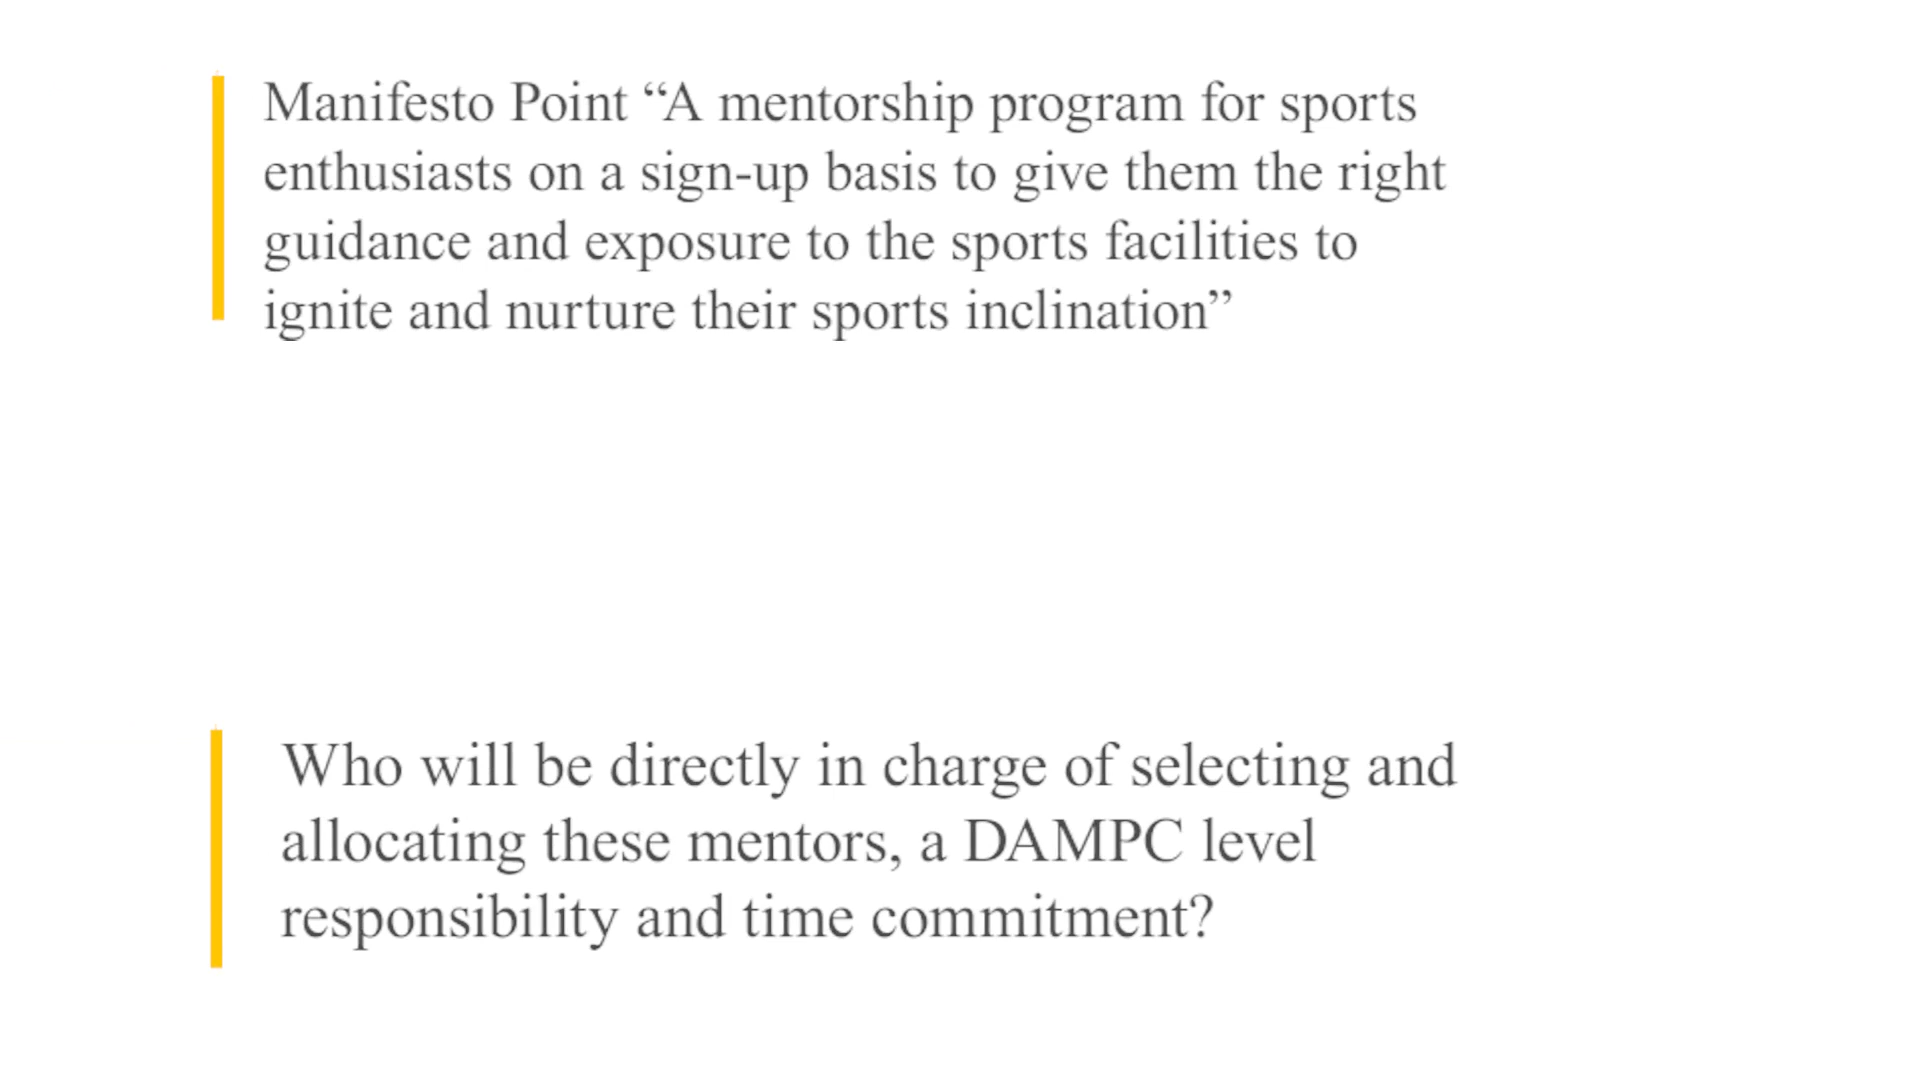 Manifesto Point “A mentorship program for sports
enthusiasts on a sign-up basis to give them the right
guidance and exposure to the sports facilities to
ignite and nurture their sports inclination”
Who will be directly in charge of selecting and
allocating these mentors, a DAMPC level
responsibility and time commitment?